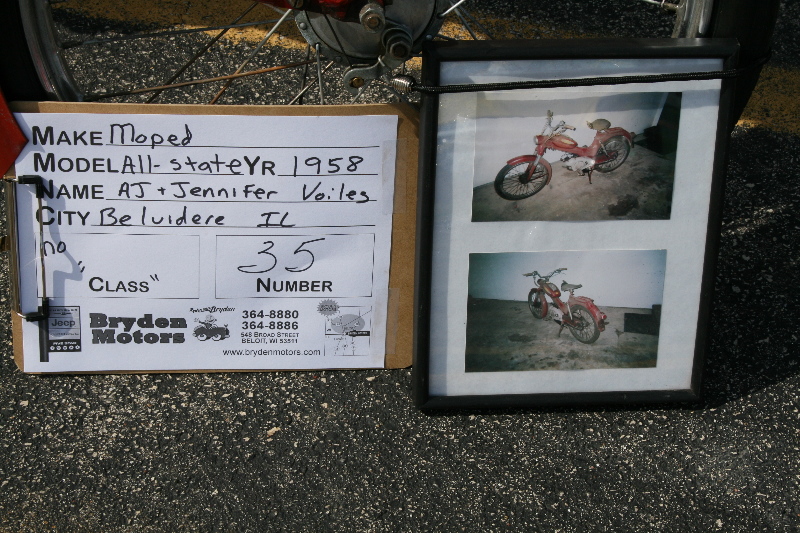 MAKE Moped
MODEL All-state YR 1958
NAME AJ + Jennifer Voiles
CITY Beluidere IL
no
"CLASS"
35
NUMBER
Jeep
Bryden
Motors
364-8880
364-8886
548 BROAD STREET
BELOIT, WI 53511
www.brydenmotors.com